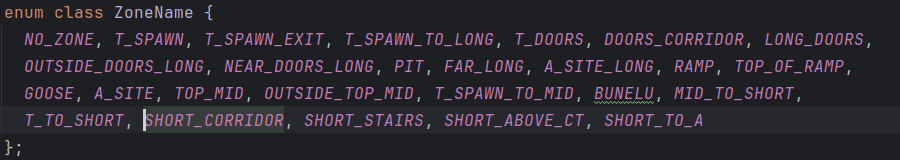 enum class ZoneName {
NO_ZONE, T_SPAWN, T_SPAWN_EXIT, T_SPAWN_TO_LONG, T_DOORS, DOORS_CORRIDOR, LONG_DOORS,
OUTSIDE_DOORS_LONG, NEAR_DOORS_LONG, PIT, FAR_LONG, A_SITE_LONG, RAMP, TOP_OF_RAMP,
GOOSE, A_SITE, TOP_MID, OUTSIDE_TOP_MID, T_SPAWN_TO_MID, BUNELU, MID_TO_SHORT,
T_TO_SHORT, SHORT_CORRIDOR, SHORT_STAIRS, SHORT_ABOVE_CT, SHORT_TO_A
};